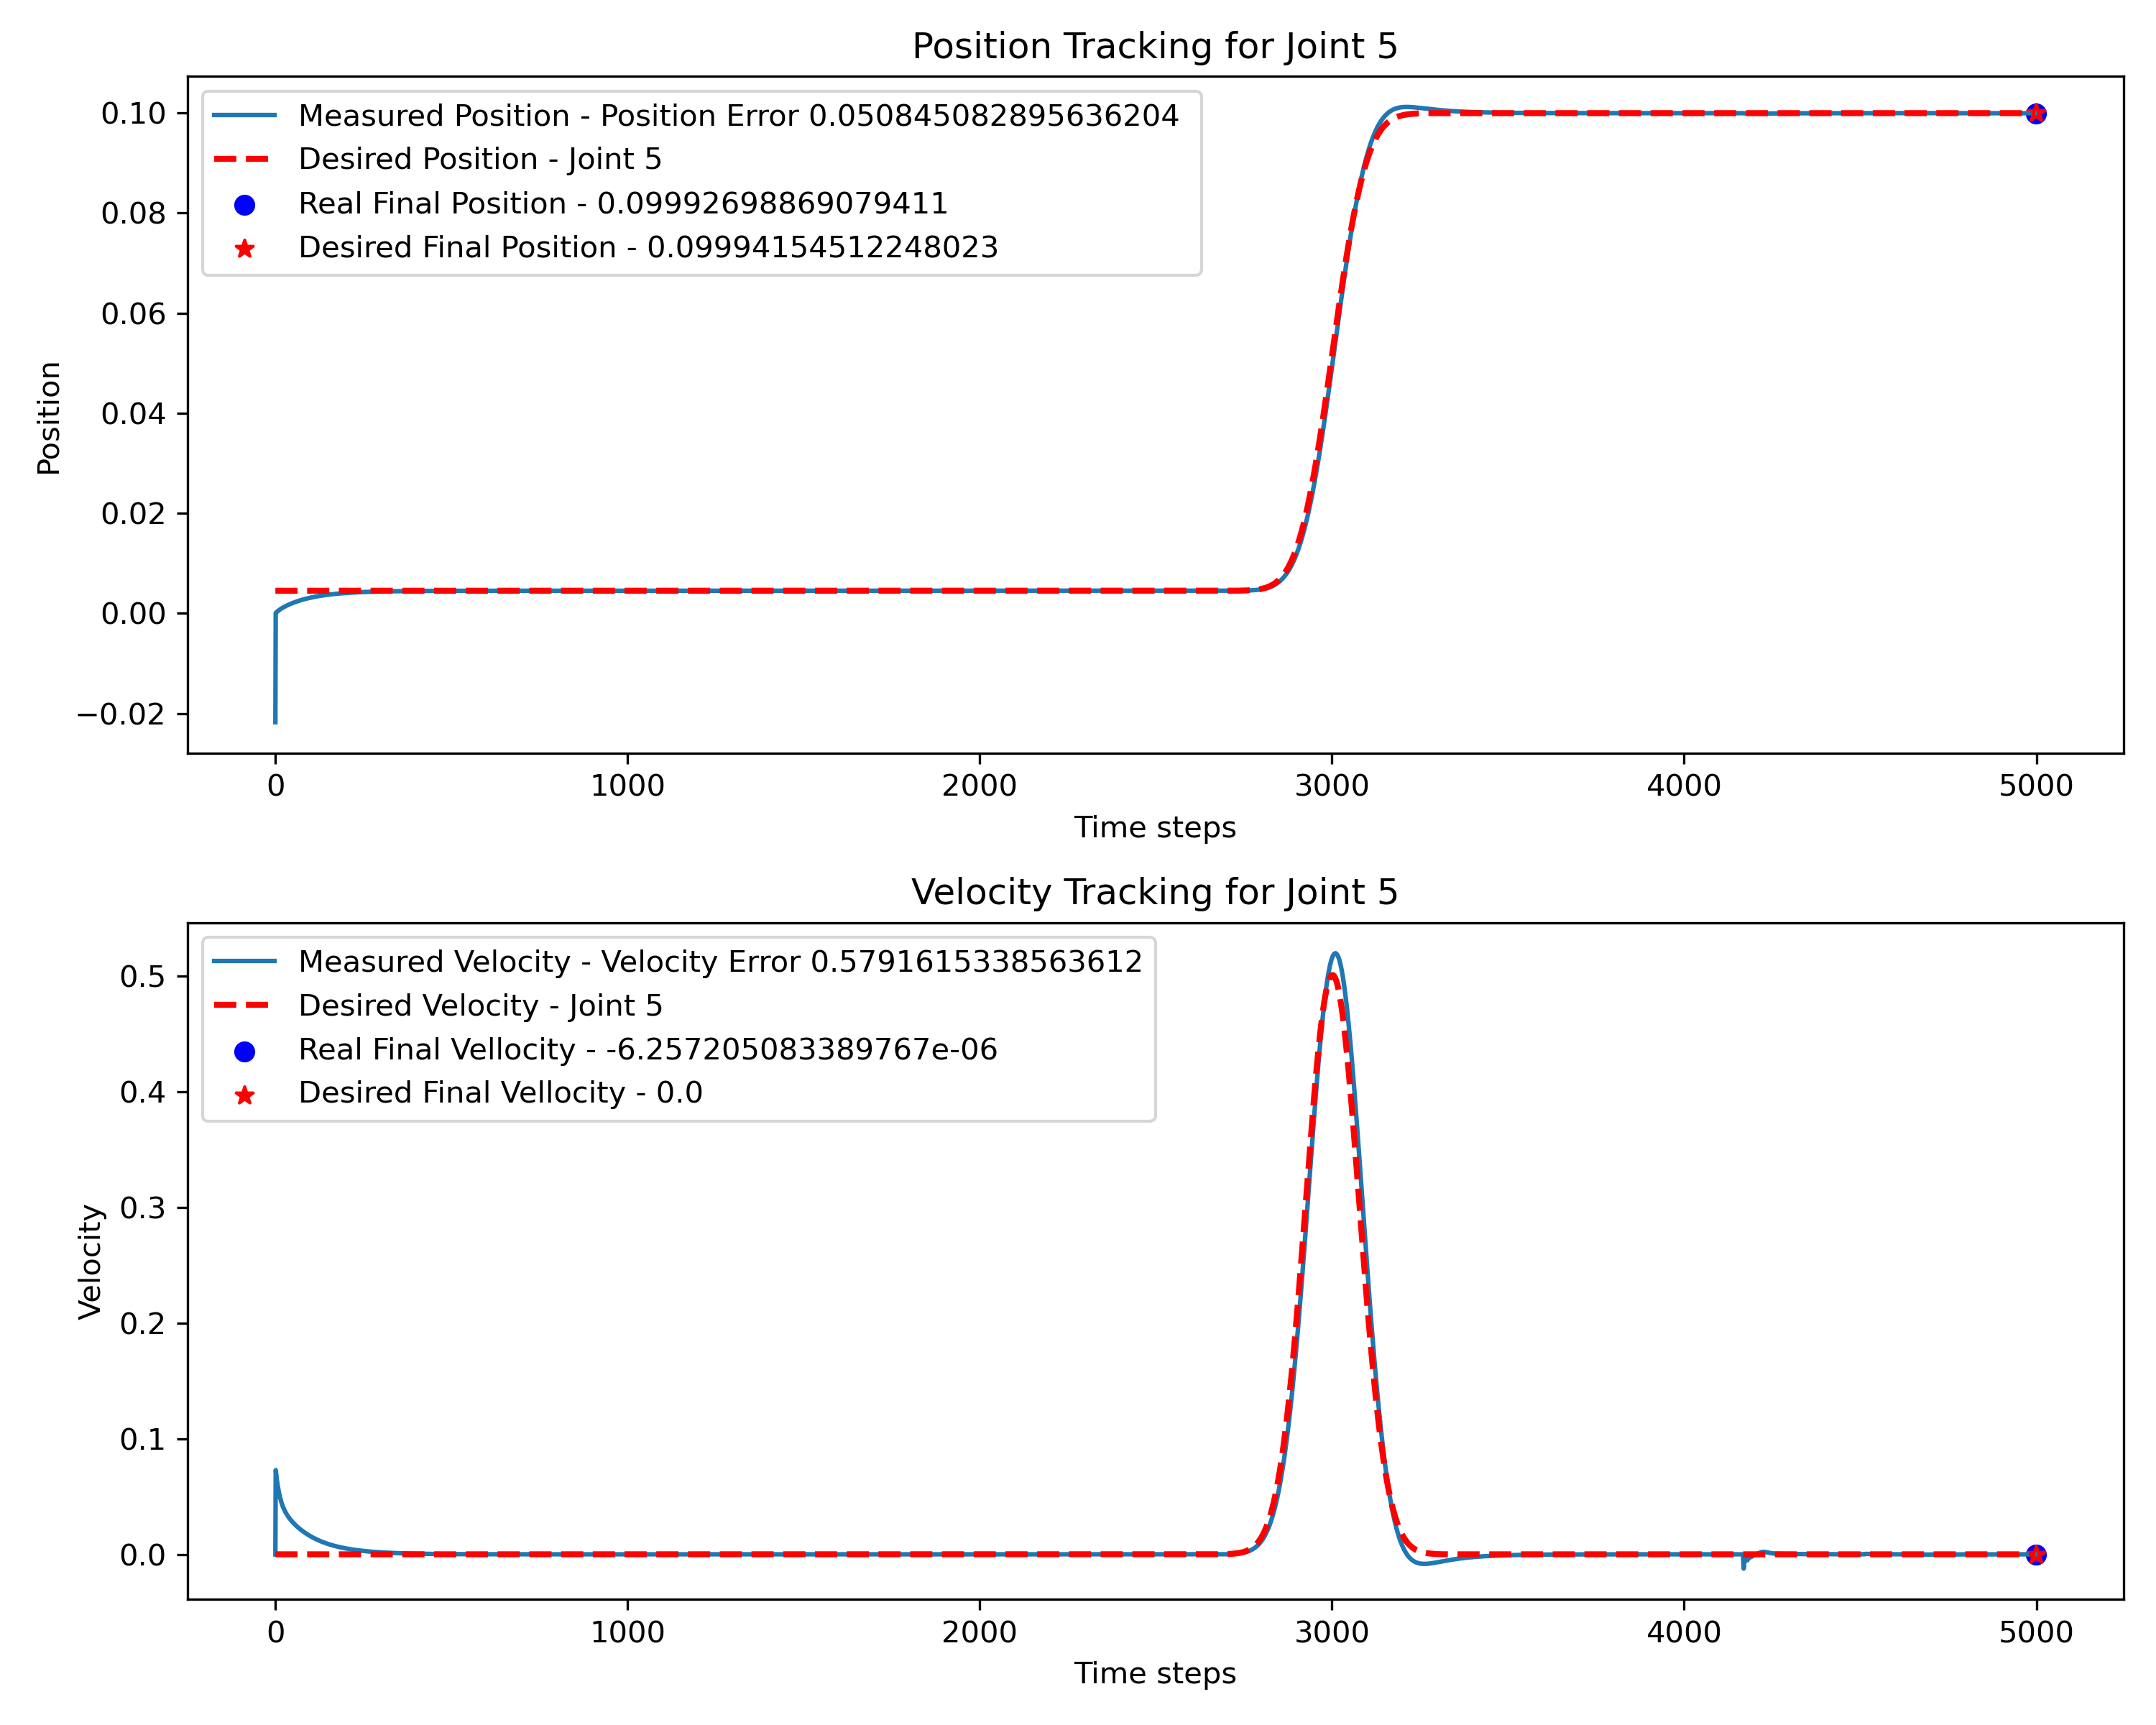 Position Tracking for Joint 5
Measured Position - Position Error 0.050845082895636204
Desired Position - Joint 5
Real Final Position - 0.09992698869079411
Desired Final Position - 0.09994154512248023
0.10
0.08
0.06
0.04
0.02
0.00
−0.02
Position
0 1000 2000 3000 4000 5000
Time steps
Velocity Tracking for Joint 5
Measured Velocity - Velocity Error 0.5791615338563612
Desired Velocity - Joint 5
Real Final Vellocity - -6.257205083389767e-06
Desired Final Vellocity - 0.0
0.5
0.4
0.3
0.2
0.1
0.0
Velocity
0 1000 2000 3000 4000 5000
Time steps